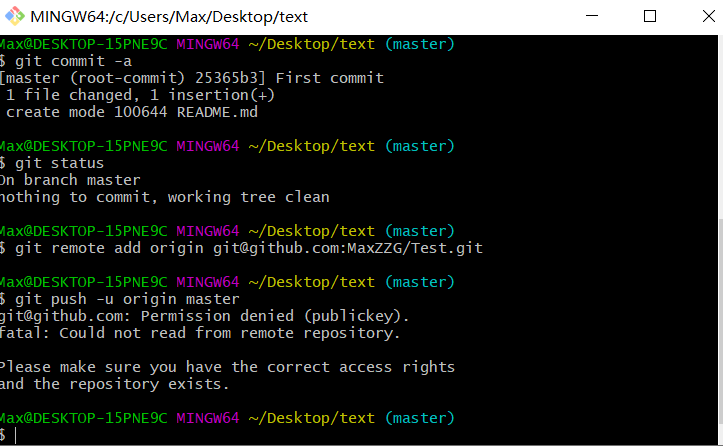 MINGW64:/c/Users/Max/Desktop/text
Max@DESKTOP-15PNE9C MINGW64 ~/Desktop/text (master)
$ git commit -a
[master (root-commit) 25365b3] First commit
1 file changed, 1 insertion(+)
create mode 100644 README.md
Max@DESKTOP-15PNE9C MINGW64 ~/Desktop/text (master)
$ git status
On branch master
nothing to commit, working tree clean
Max@DESKTOP-15PNE9C MINGW64 ~/Desktop/text (master)
$ git remote add origin git@github.com:MaxZZG/Test.git
Max@DESKTOP-15PNE9C MINGW64 ~/Desktop/text (master)
$ git push -u origin master
git@github.com: Permission denied (publickey).
fatal: Could not read from remote repository.
Please make sure you have the correct access rights
and the repository exists.
Max@DESKTOP-15PNE9C MINGW64 ~/Desktop/text (master)
$